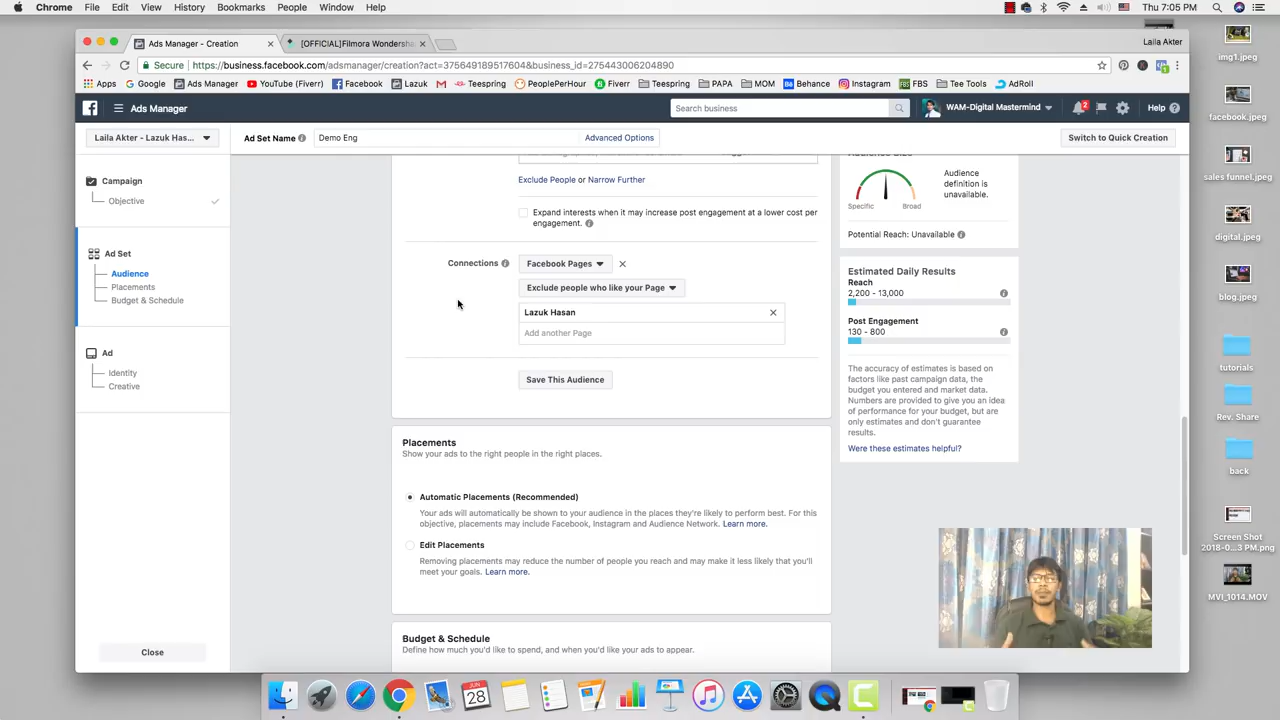 Chrome File Edit View History Bookmarks People Window Help
Thu 7:05 PM
Ads Manager - Creation
[OFFICIAL]Filmora Wondersha
Laila Akter
Secure https://business.facebook.com/adsmanager/creation?act=375649189517604&business_id=275443006204890
Apps Google Ads Manager YouTube (Fiverr) Facebook Lazuk Teespring PeoplePerHour Fiverr Teespring PAPA MOM Behance Instagram FBS Tee Tools AdRoll
Ads Manager
Search business
WAM-Digital Mastermind
2
Help
Laila Akter - Lazuk Has...
Ad Set Name
Demo Eng
Advanced Options
Switch to Quick Creation
Campaign
Objective
Ad Set
Audience
Placements
Budget & Schedule
Ad
Identity
Creative
Close
Exclude People or Narrow Further
Expand interests when it may increase post engagement at a lower cost per
engagement.
Connections
Facebook Pages
Exclude people who like your Page
Lazuk Hasan
Add another Page
Save This Audience
Placements
Show your ads to the right people in the right places.
Automatic Placements (Recommended)
Your ads will automatically be shown to your audience in the places they're likely to perform best. For this
objective, placements may include Facebook, Instagram and Audience Network. Learn more.
Edit Placements
Removing placements may reduce the number of people you reach and may make it less likely that you'll
meet your goals. Learn more.
Budget & Schedule
Define how much you'd like to spend, and when you'd like your ads to appear.
Audience
definition is
unavailable.
Specific
Broad
Potential Reach: Unavailable
Estimated Daily Results
Reach
2,200 - 13,000
Post Engagement
130 - 800
The accuracy of estimates is based on
factors like past campaign data, the
budget you entered and market data.
Numbers are provided to give you an idea
of performance for your budget, but are
only estimates and don't guarantee
results.
Were these estimates helpful?
img1.jpeg
facebook.jpeg
sales funnel.jpeg
digital.jpeg
blog.jpeg
tutorials
Rev. Share
back
Screen Shot
2018-0...3 PM.png
MVI_1014.MOV
JUN
28